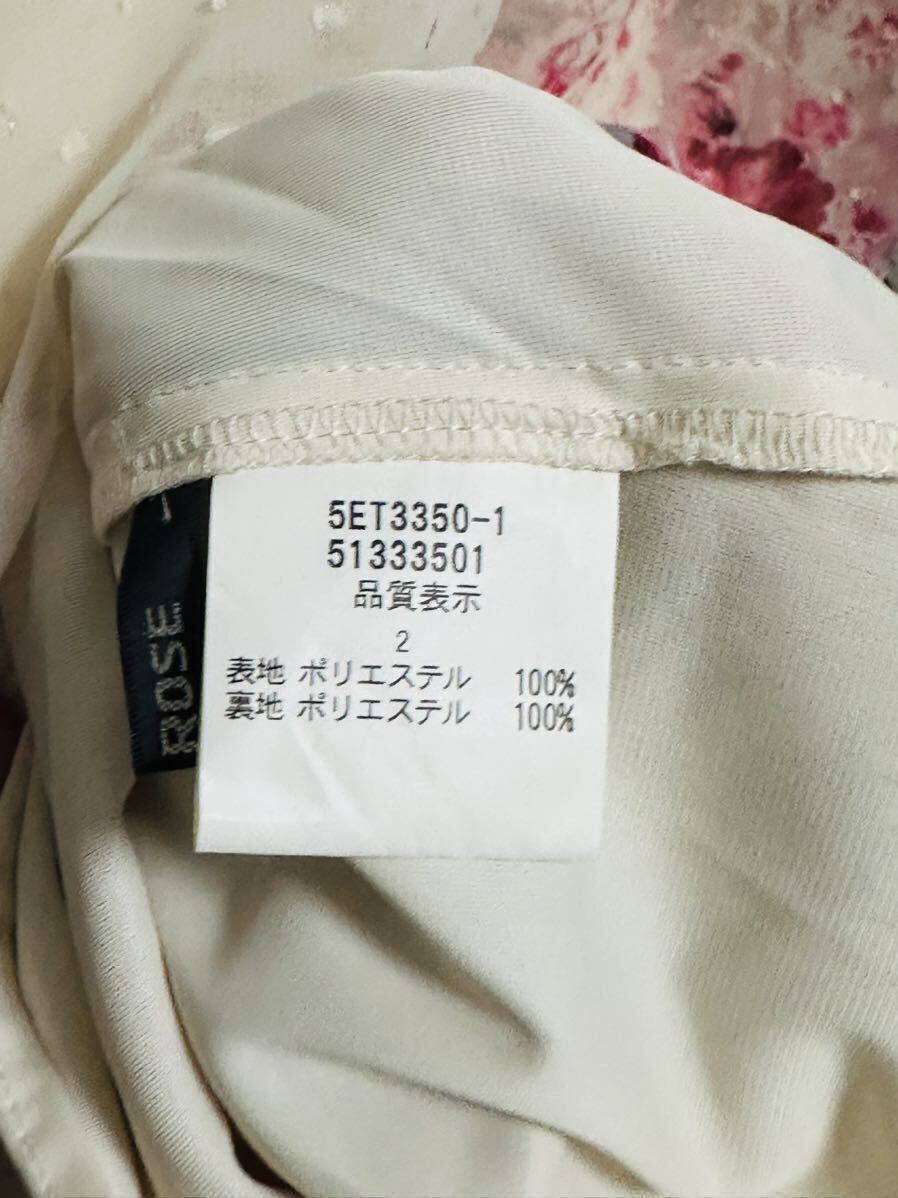 5ET3350-1
51333501
品質表示
2
表地 ポリエステル 100%
裏地 ポリエステル 100%
ROSE